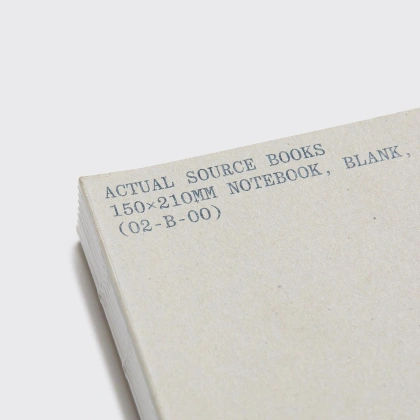 ACTUAL SOURCE BOOKS
150×210MM NOTEBOOK, BLANK,
(02-B-00)